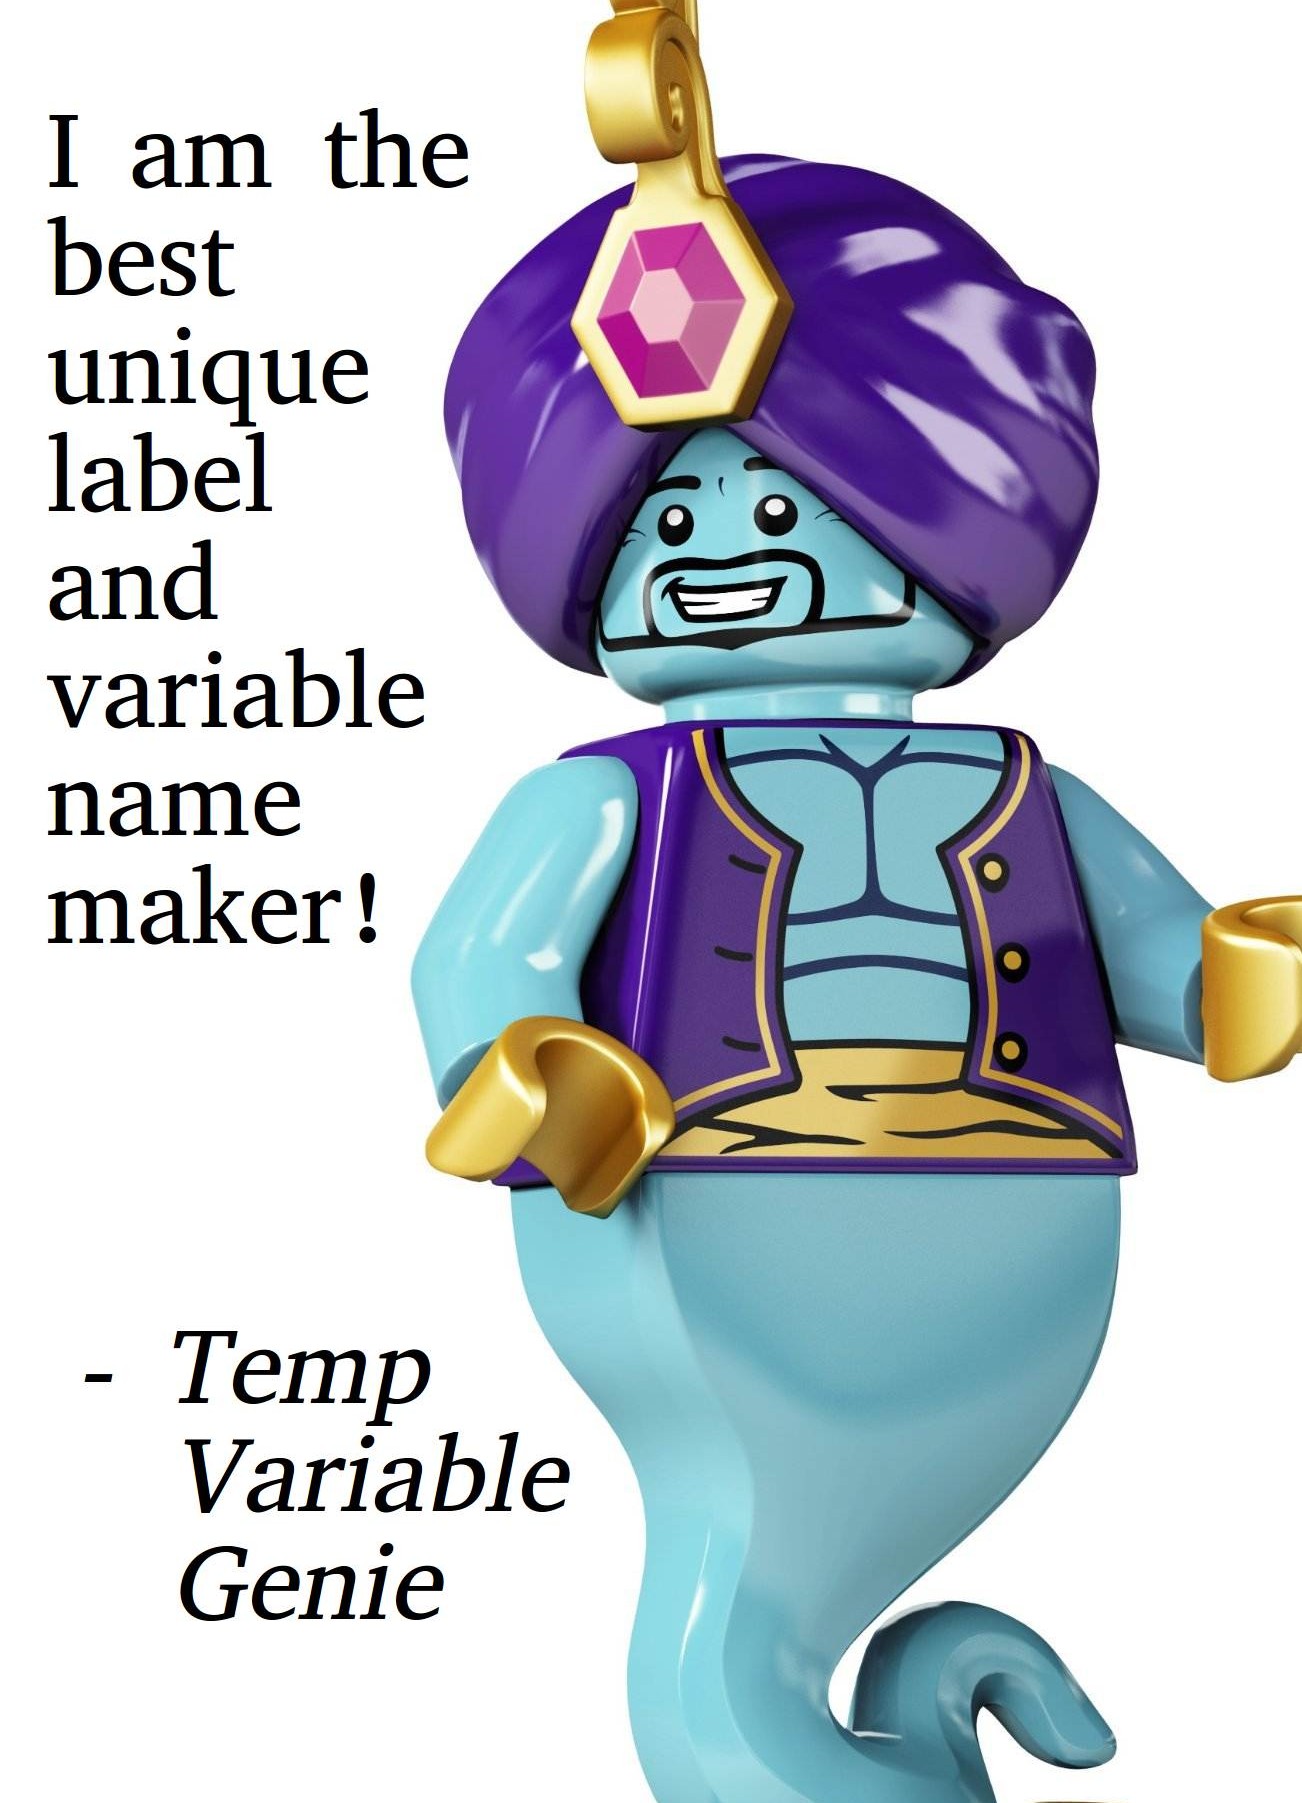 I am the
best
unique
label
and
variable
name
maker!
- Temp
Variable
Genie